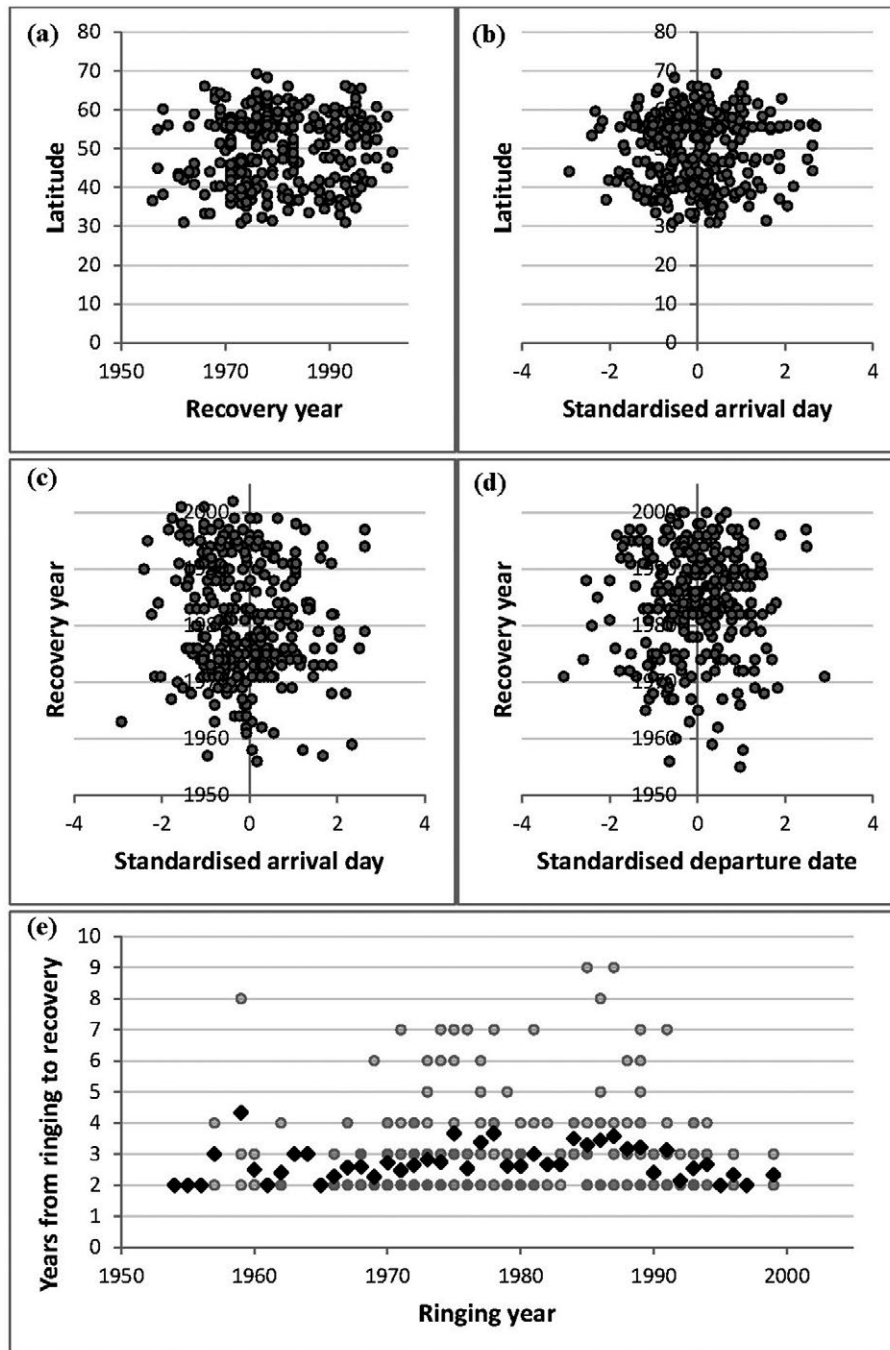 (a)
80
70
60
50
40
30
20
10
0
Latitude
1950 1970 1990
Recovery year
(b)
80
70
60
50
40
30
20
10
0
Latitude
-4 -2 0 2 4
Standardised arrival day
(c)
2000
1990
1980
1970
1960
1950
Recovery year
-4 -2 0 2 4
Standardised arrival day
(d)
2000
1990
1980
1970
1960
1950
Recovery year
-4 -2 0 2 4
Standardised departure date
(e)
10
9
8
7
6
5
4
3
2
1
0
Years from ringing to recovery
1950 1960 1970 1980 1990 2000
Ringing year